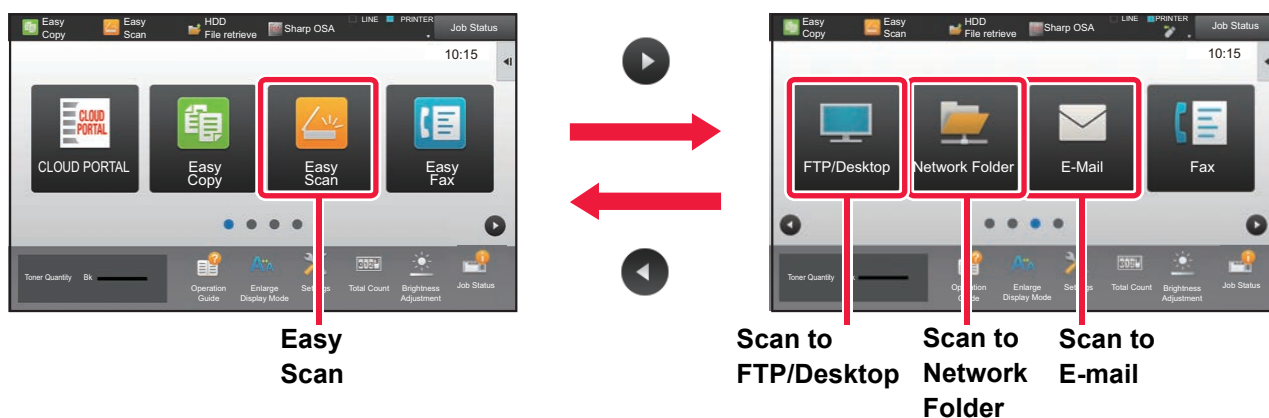 Easy
Copy
Easy
Scan
HDD
File retrieve
Sharp OSA
LINE
PRINTER
Job Status
10:15
CLOUD
PORTAL
CLOUD PORTAL
Easy
Copy
Easy
Scan
Easy
Fax
Toner Quantity
Bk
Operation
Guide
Enlarge
Display Mode
Settings
Total Count
Brightness
Adjustment
Job Status
Easy
Scan
Easy
Copy
Easy
Scan
HDD
File retrieve
Sharp OSA
LINE
PRINTER
Job Status
10:15
FTP/Desktop
Network Folder
E-Mail
Fax
Toner Quantity
Operation
Guide
Enlarge
Display Mode
Settings
Total Count
Brightness
Adjustment
Job Status
Scan to
FTP/Desktop
Scan to
Network
Folder
Scan to
E-mail